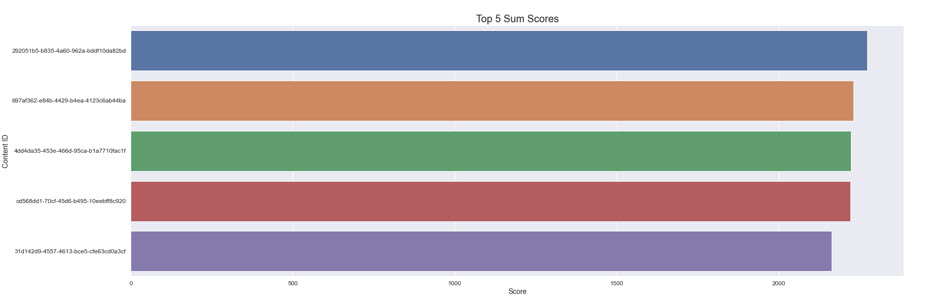 Top 5 Sum Scores
292051b5-b835-4a60-962a-bddf10da82bd
697af362-e84b-4429-b4ea-4123c6ab44ba
4dd4da35-453e-466d-95ca-b1a7710fac1f
cd568dd1-70cf-45d6-b495-10eebff8c920
31d142d9-4557-4613-bce5-cfe63cd0a3cf
Content ID
0 500 1000 1500 2000
Score